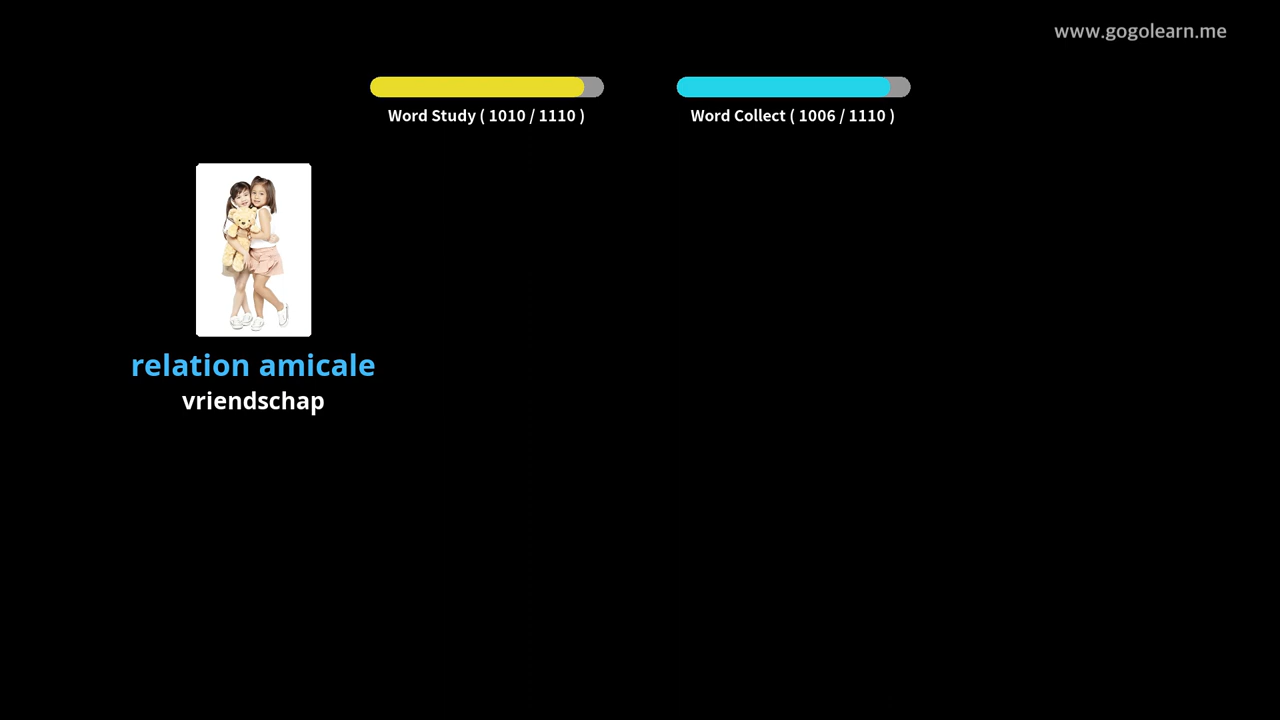 www.gogolearn.me
Word Study ( 1010 / 1110 )
Word Collect ( 1006 / 1110 )
relation amicale
vriendschap